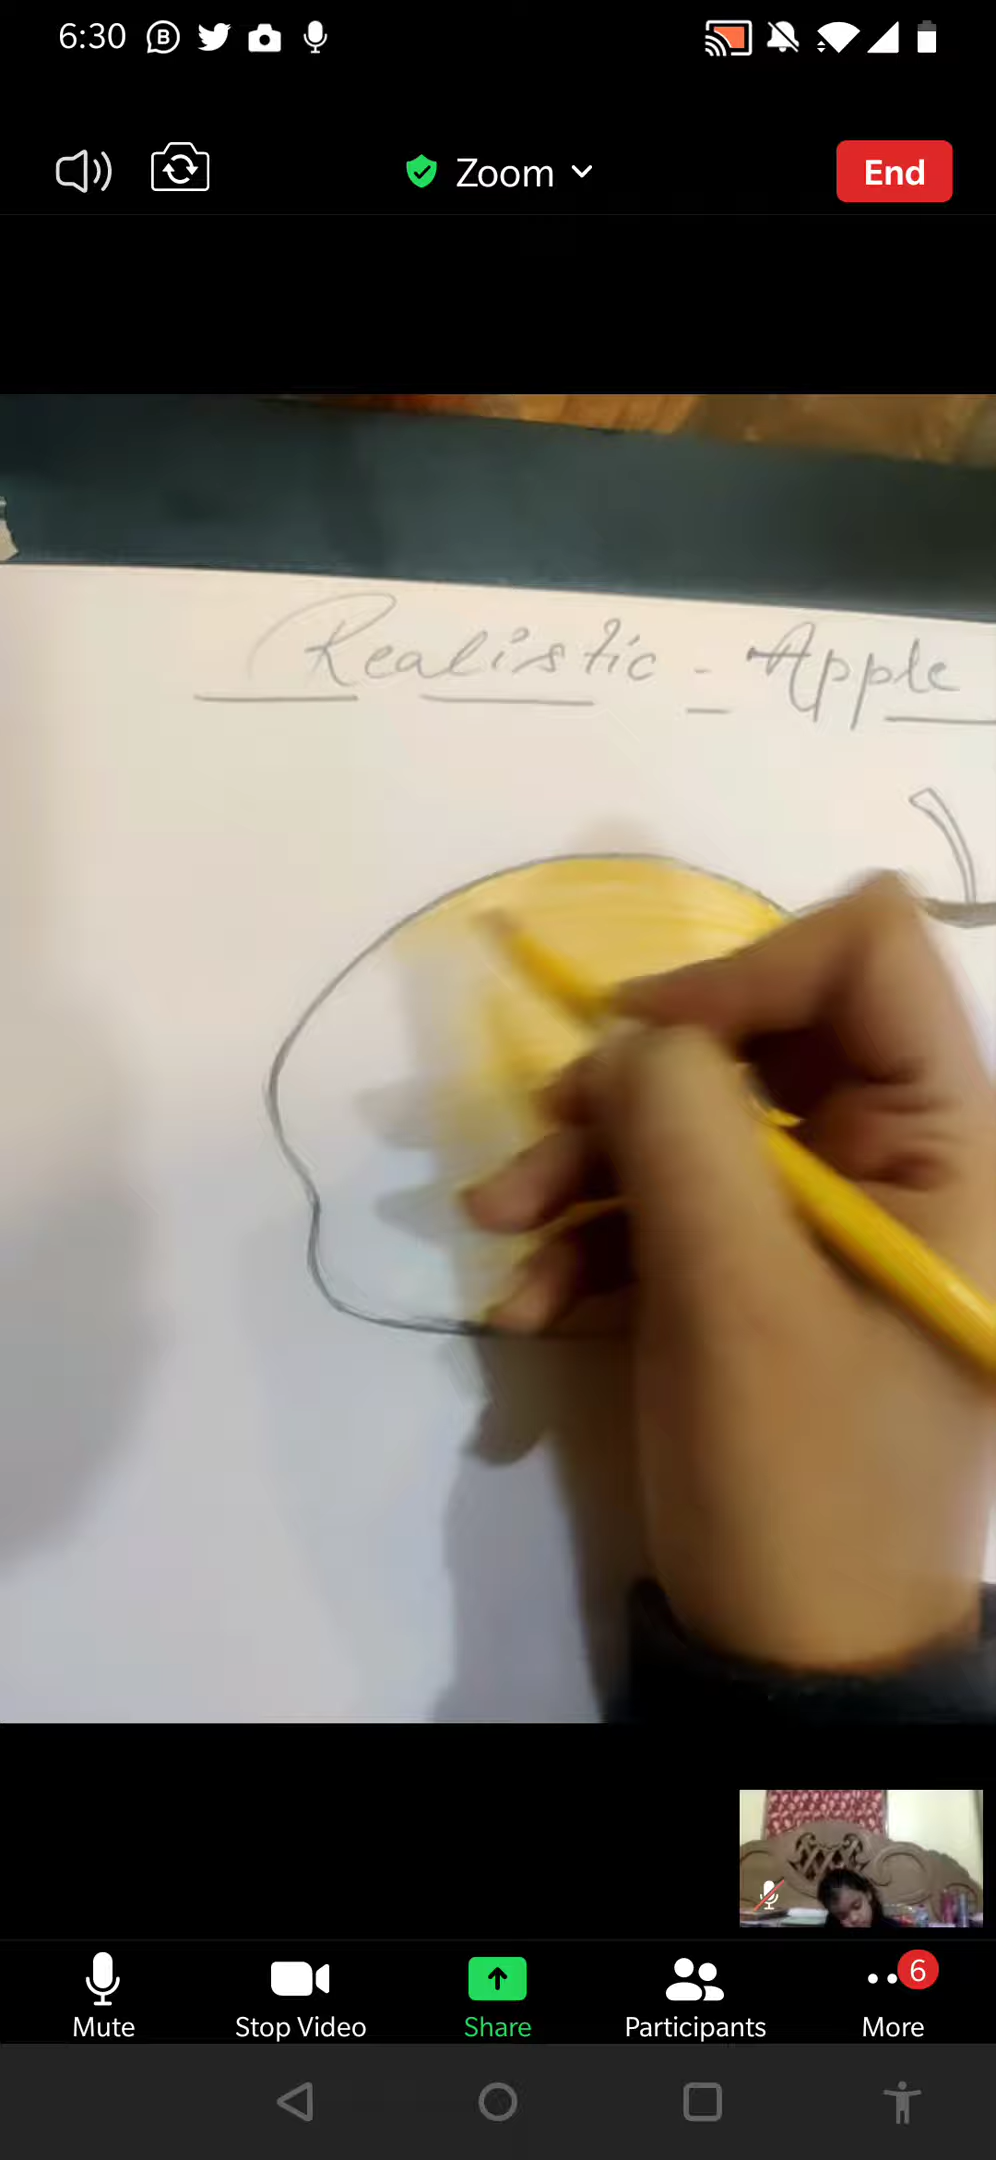 6:30
Zoom
End
Realistic - Apple
6
Mute
Stop Video
Share
Participants
More